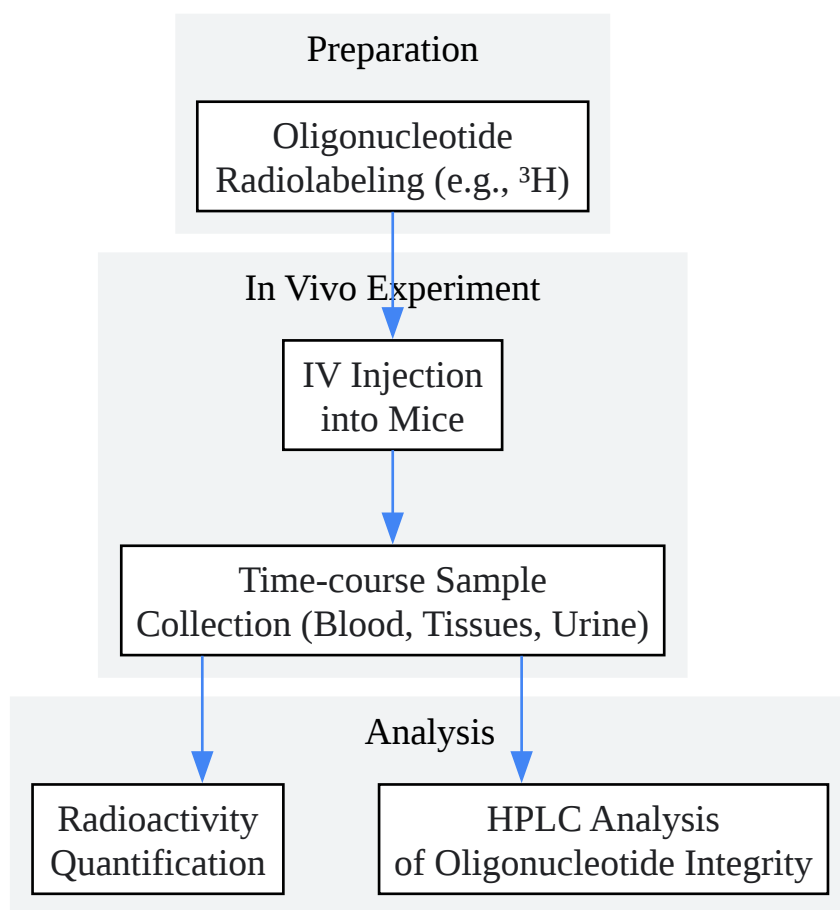 Preparation
Oligonucleotide
Radiolabeling (e.g., ³H)
In Vivo Experiment
IV Injection
into Mice
Time-course Sample
Collection (Blood, Tissues, Urine)
Analysis
Radioactivity
Quantification
HPLC Analysis
of Oligonucleotide Integrity